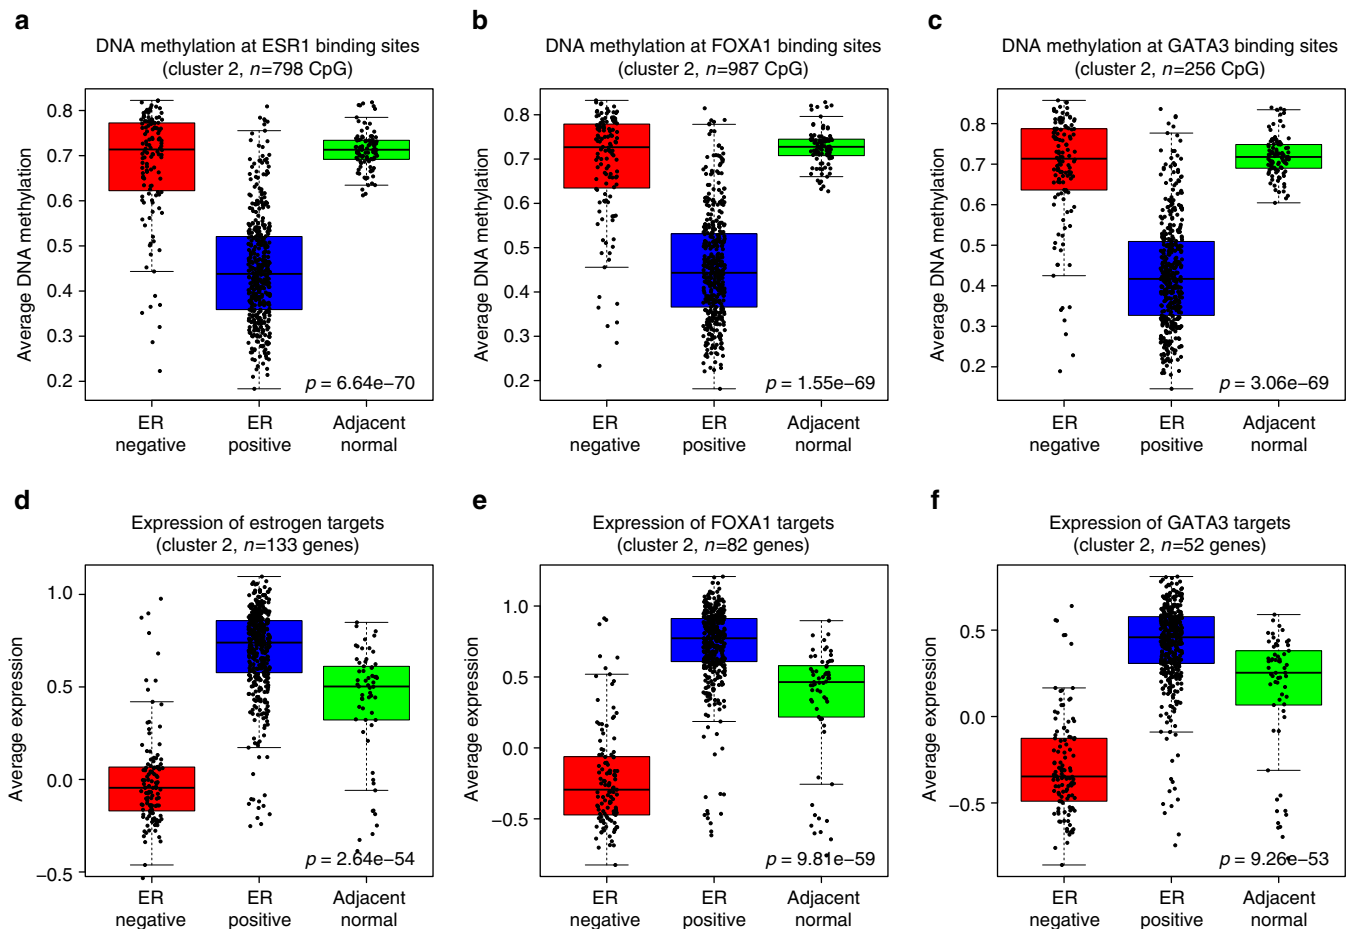 a
DNA methylation at ESR1 binding sites
(cluster 2, n=798 CpG)
Average DNA methylation
0.8
0.7
0.6
0.5
0.4
0.3
0.2
p = 6.64e−70
ER
negative
ER
positive
Adjacent
normal
b
DNA methylation at FOXA1 binding sites
(cluster 2, n=987 CpG)
Average DNA methylation
0.8
0.7
0.6
0.5
0.4
0.3
0.2
p = 1.55e−69
ER
negative
ER
positive
Adjacent
normal
c
DNA methylation at GATA3 binding sites
(cluster 2, n=256 CpG)
Average DNA methylation
0.8
0.7
0.6
0.5
0.4
0.3
0.2
p = 3.06e−69
ER
negative
ER
positive
Adjacent
normal
d
Expression of estrogen targets
(cluster 2, n=133 genes)
Average expression
1.0
0.5
0.0
−0.5
p = 2.64e−54
ER
negative
ER
positive
Adjacent
normal
e
Expression of FOXA1 targets
(cluster 2, n=82 genes)
Average expression
1.0
0.5
0.0
−0.5
p = 9.81e−59
ER
negative
ER
positive
Adjacent
normal
f
Expression of GATA3 targets
(cluster 2, n=52 genes)
Average expression
0.5
0.0
−0.5
p = 9.26e−53
ER
negative
ER
positive
Adjacent
normal